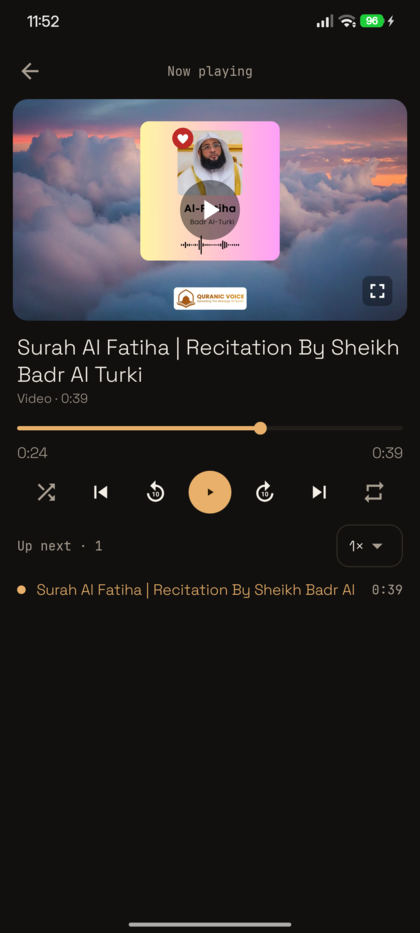 11:52
96
Now playing
Badr Al-Turki
QURANIC VOICE
Surah Al Fatiha | Recitation By Sheikh
Badr Al Turki
Video · 0:39
0:24
0:39
10
10
Up next · 1
1×
Surah Al Fatiha | Recitation By Sheikh Badr Al
0:39